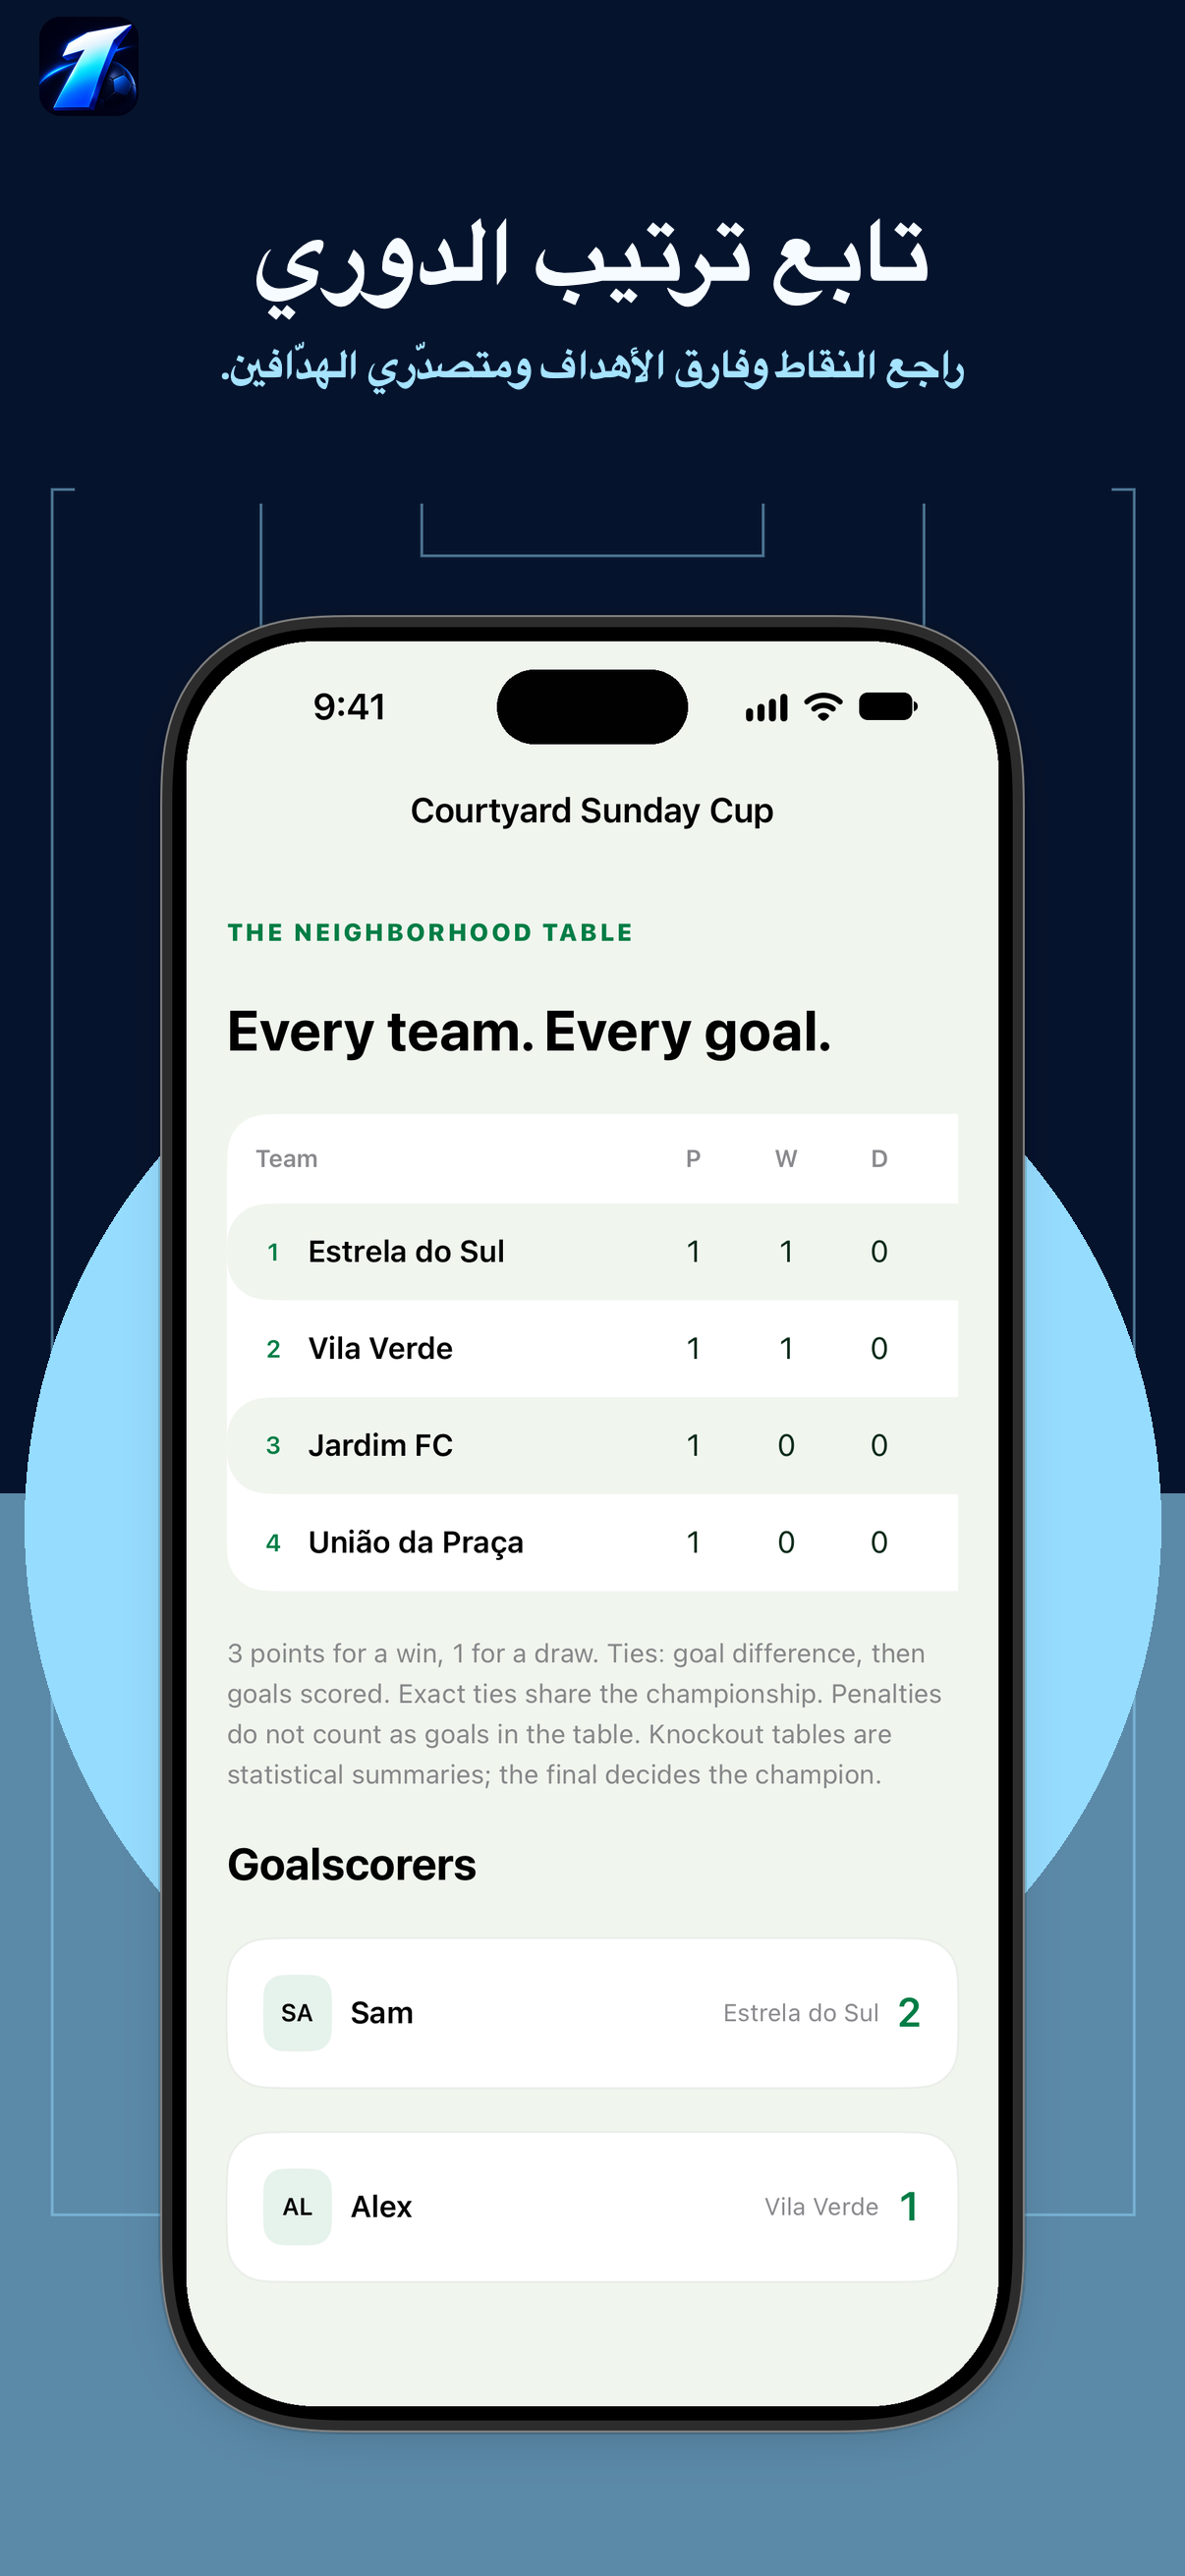 1
تابع ترتيب الدوري
راجع النقاط وفارق الأهداف ومتصدّري الهدّافين.
9:41
Courtyard Sunday Cup
THE NEIGHBORHOOD TABLE
Every team. Every goal.
Team P W D
1 Estrela do Sul 1 1 0
2 Vila Verde 1 1 0
3 Jardim FC 1 0 0
4 União da Praça 1 0 0
3 points for a win, 1 for a draw. Ties: goal difference, then
goals scored. Exact ties share the championship. Penalties
do not count as goals in the table. Knockout tables are
statistical summaries; the final decides the champion.
Goalscorers
SA Sam Estrela do Sul 2
AL Alex Vila Verde 1